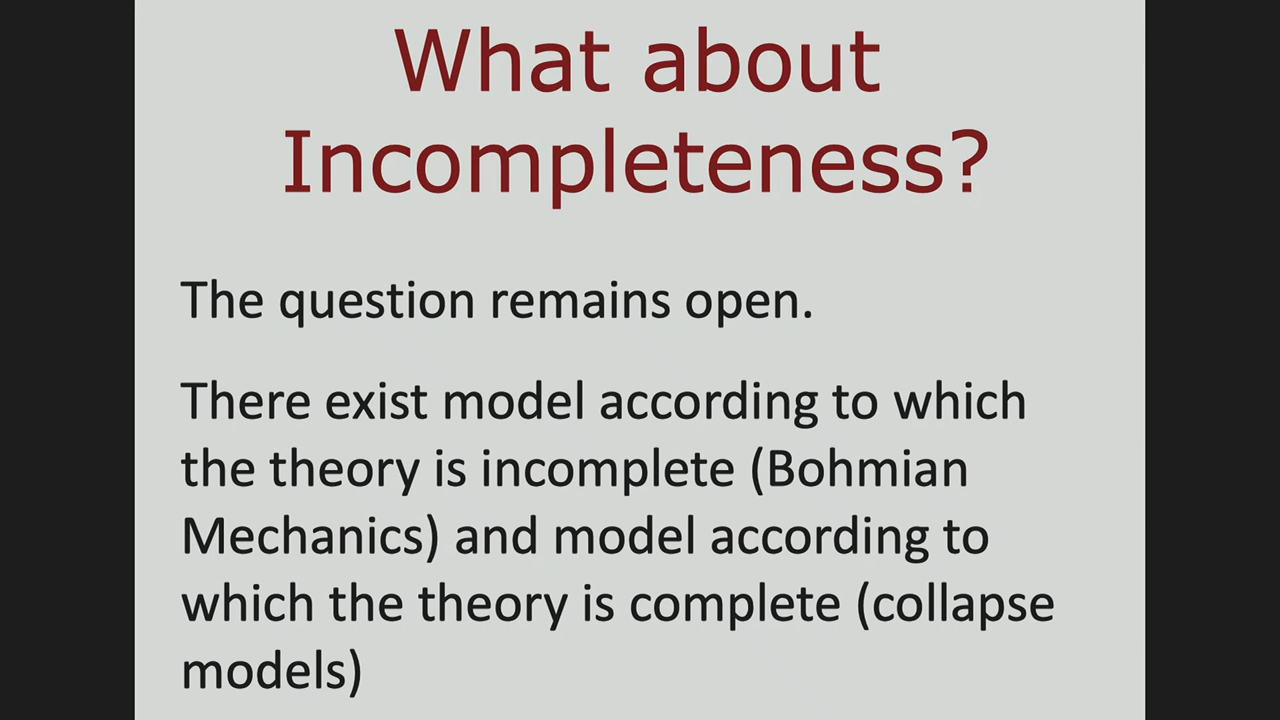 What about
Incompleteness?
The question remains open.
There exist model according to which
the theory is incomplete (Bohmian
Mechanics) and model according to
which the theory is complete (collapse
models)